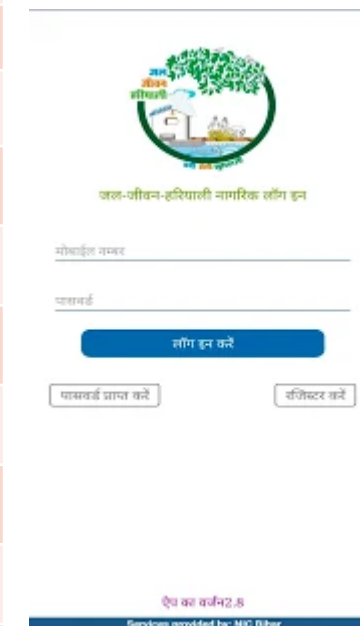 जल
जीवन
हरियाली
जल-जीवन-हरियाली नागरिक लॉग इन
मोबाईल नम्बर
पासवर्ड
लॉग इन करें
पासवर्ड प्राप्त करें
रजिस्टर करें
ऐप का वर्जन2.8
Services provided by: NIC Bihar